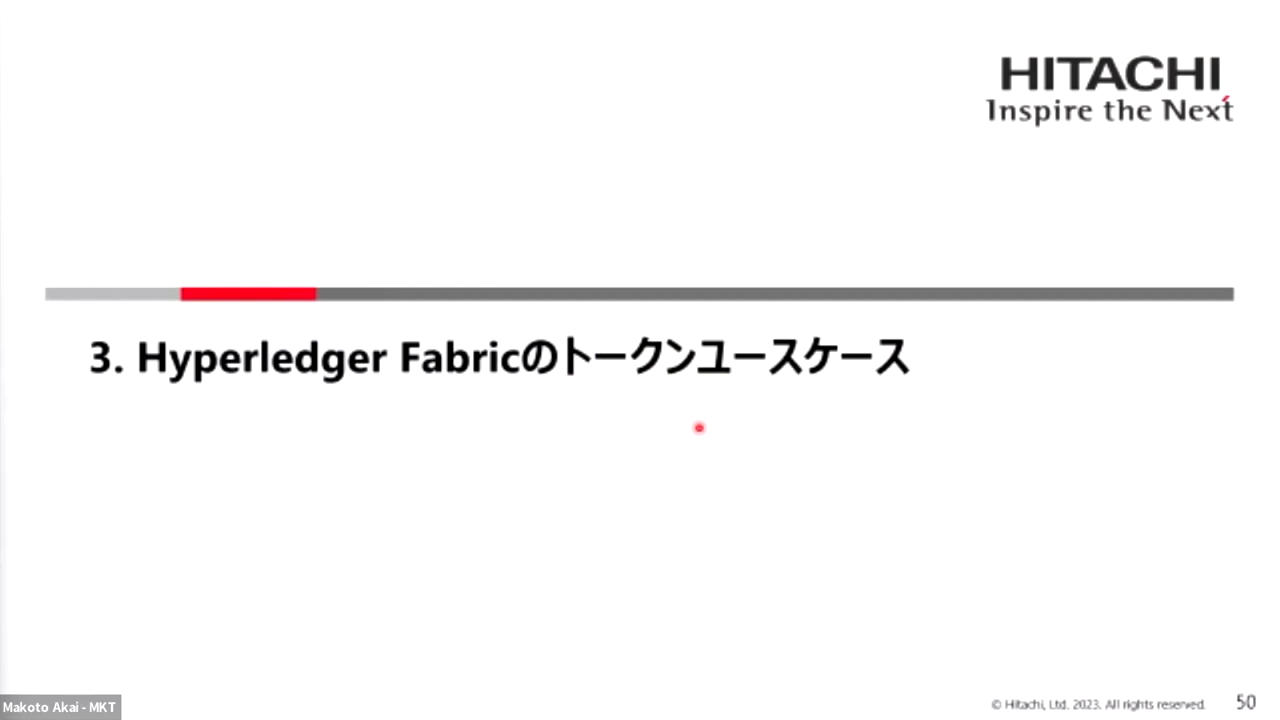 HITACHI
Inspire the Next
3. Hyperledger Fabricのトークンユースケース
Makoto Akai - MKT
© Hitachi, Ltd. 2023. All rights reserved.
50